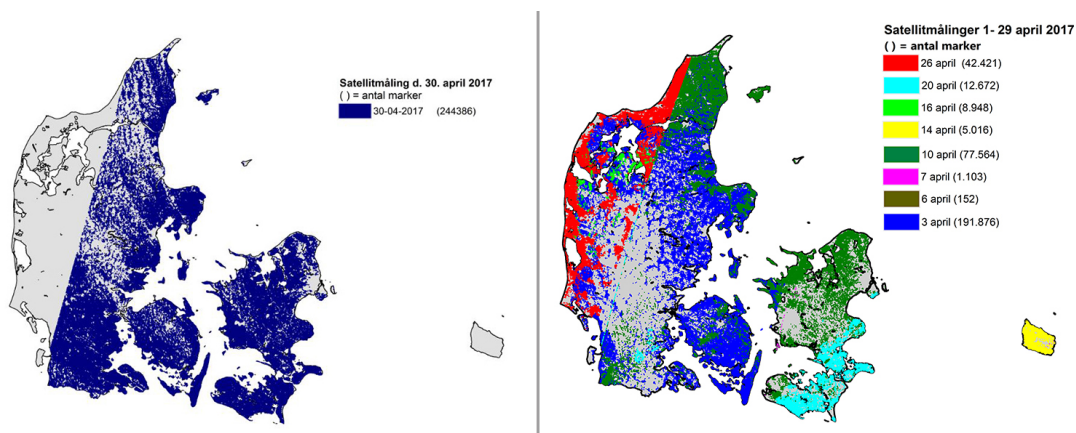 Satellitmåling d. 30. april 2017
( ) = antal marker
30-04-2017 (244386)
Satellitmålinger 1- 29 april 2017
( ) = antal marker
26 april (42.421)
20 april (12.672)
16 april (8.948)
14 april (5.016)
10 april (77.564)
7 april (1.103)
6 april (152)
3 april (191.876)